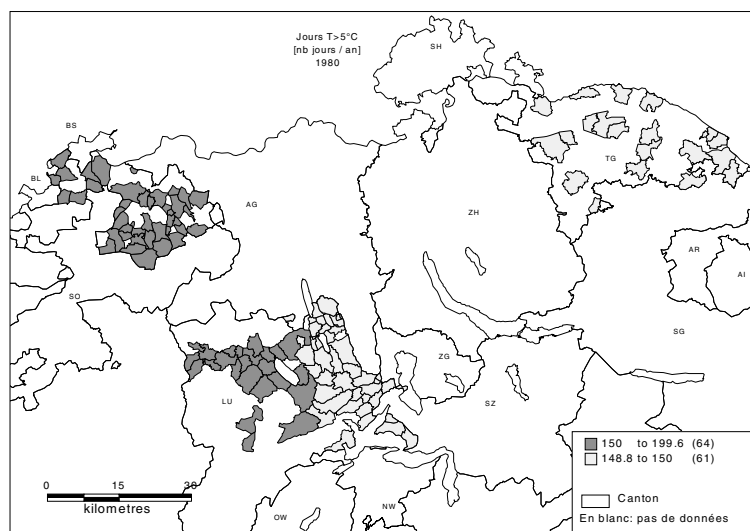 Jours T>5°C
[nb jours / an]
1980
SH
BS
BL
TG
AG
ZH
AR
AI
SO
SG
ZG
LU
SZ
OW
NW
0 15 30
kilometres
150 to 199.6 (64)
148.8 to 150 (61)
Canton
En blanc: pas de données